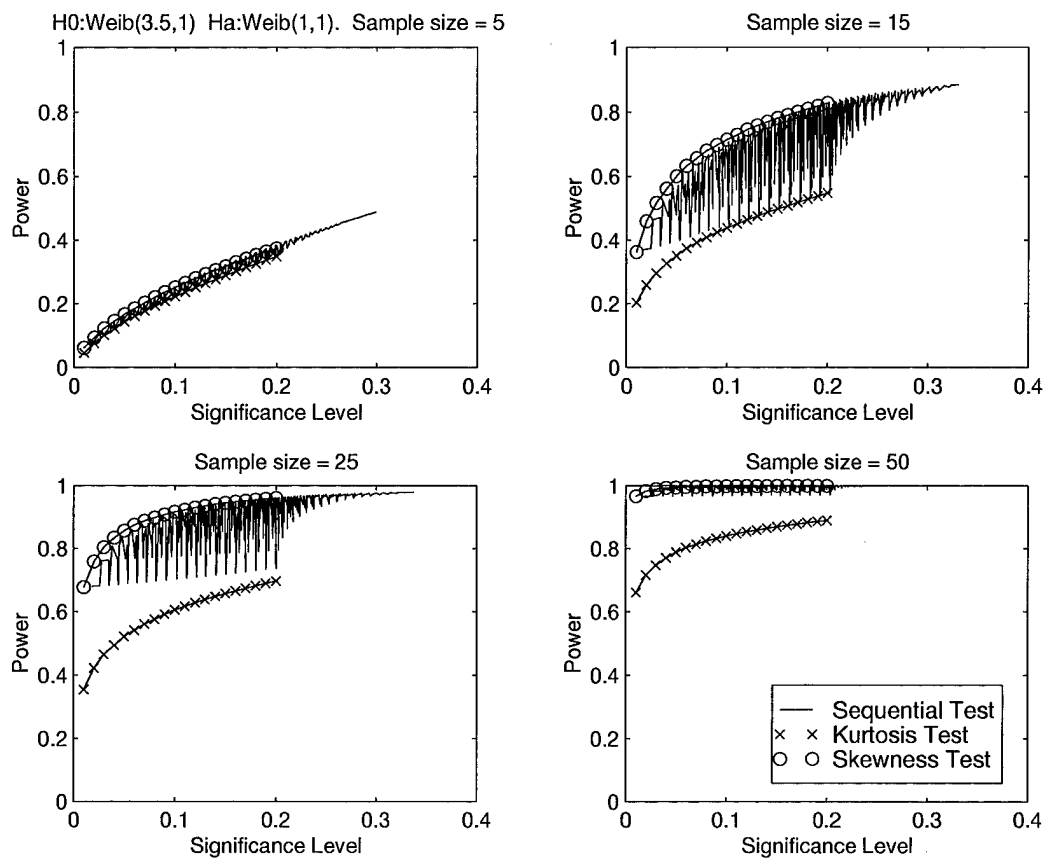 H0:Weib(3.5,1) Ha:Weib(1,1). Sample size = 5
1
0.8
0.6
0.4
0.2
0
Power
0
0.1
0.2
0.3
0.4
Significance Level
Sample size = 15
1
0.8
0.6
0.4
0.2
0
Power
0
0.1
0.2
0.3
0.4
Significance Level
Sample size = 25
1
0.8
0.6
0.4
0.2
0
Power
0
0.1
0.2
0.3
0.4
Significance Level
Sample size = 50
1
0.8
0.6
0.4
0.2
0
Power
0
0.1
0.2
0.3
0.4
Significance Level
Sequential Test
Kurtosis Test
Skewness Test